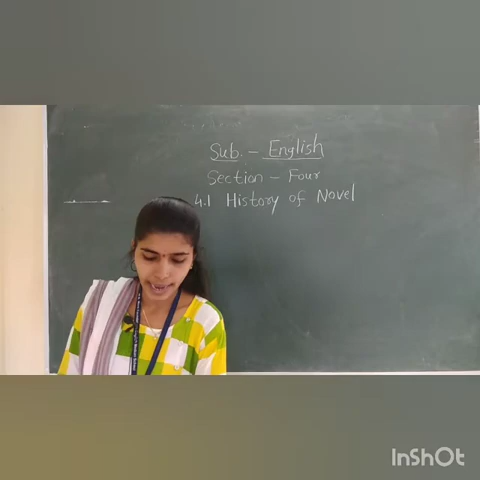 Sub. - English
Section - Four
4.1 History of Novel
InShOt